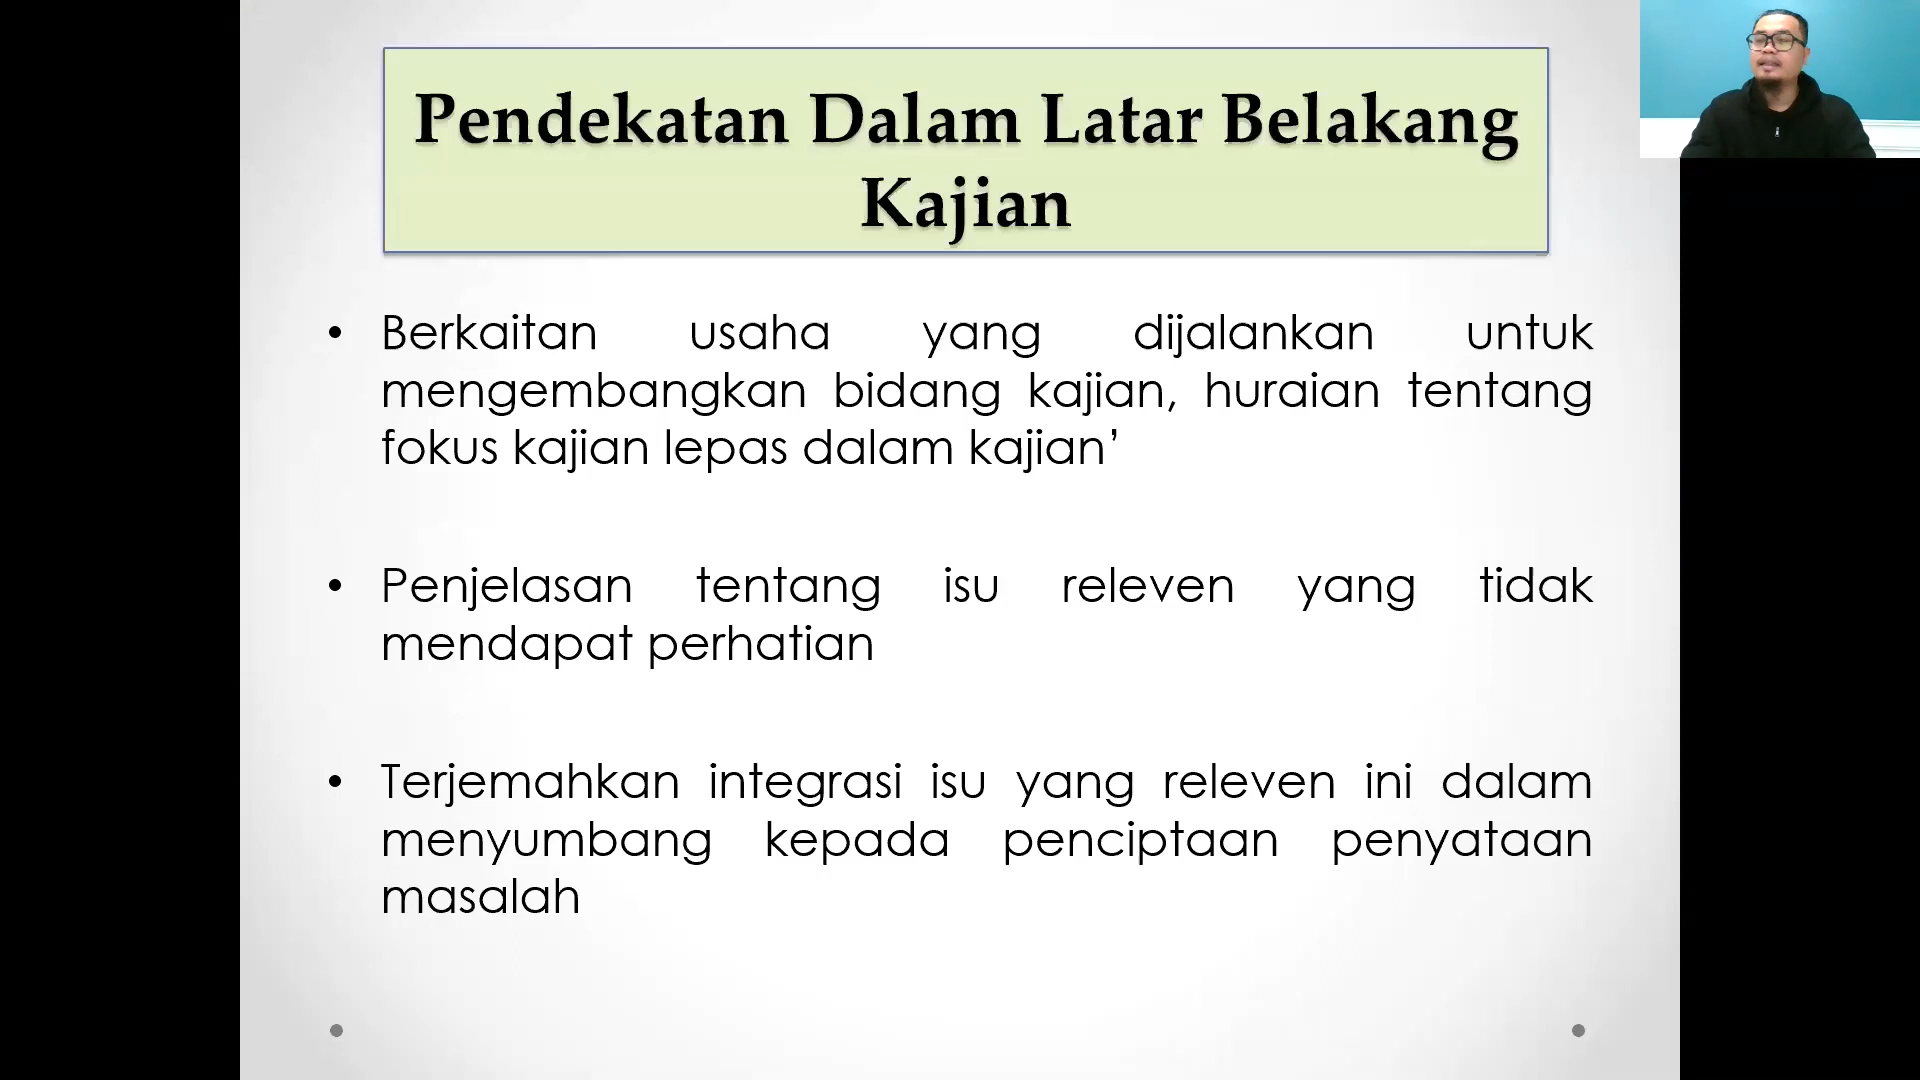 Pendekatan Dalam Latar Belakang
Kajian
• Berkaitan usaha yang dijalankan untuk
mengembangkan bidang kajian, huraian tentang
fokus kajian lepas dalam kajian’
• Penjelasan tentang isu releven yang tidak
mendapat perhatian
• Terjemahkan integrasi isu yang releven ini dalam
menyumbang kepada penciptaan penyataan
masalah